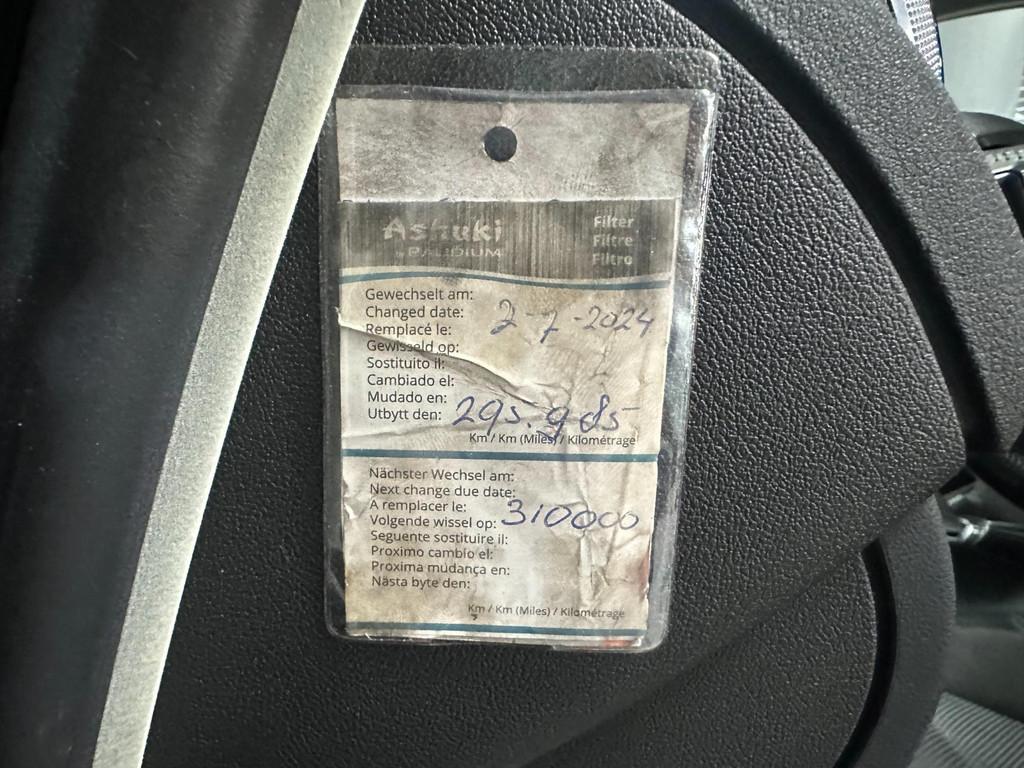 Ashuki
by PALIDIUM
Filter
Filtre
Filtro
Gewechselt am:
Changed date:
Remplacé le:
2-7-2024
Gewisseld op:
Sostituito il:
Cambiado el:
Mudado en:
Utbytt den:
Km / Km (Miles) / Kilométrage
Nächster Wechsel am:
Next change due date:
A remplacer le:
Volgende wissel op: 310000
Seguente sostituire il:
Proximo cambio el:
Proxima mudança en:
Nästa byte den:
Km / Km (Miles) / Kilométrage